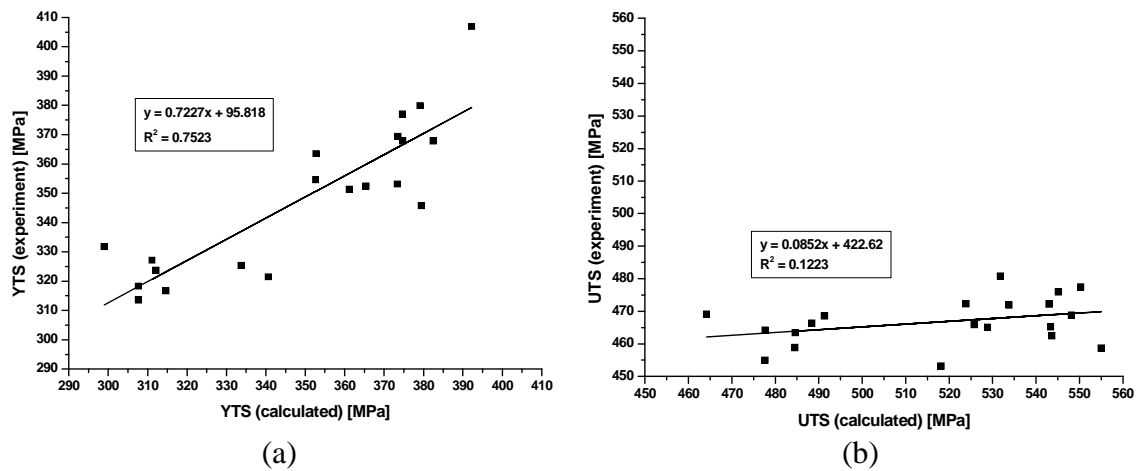 410
400
390
380
370
360
350
340
330
320
310
300
290
YTS (experiment) [MPa]
y = 0.7227x + 95.818
R² = 0.7523
290 300 310 320 330 340 350 360 370 380 390 400 410
YTS (calculated) [MPa]
(a)
560
550
540
530
520
510
500
490
480
470
460
450
UTS (experiment) [MPa]
y = 0.0852x + 422.62
R² = 0.1223
450 460 470 480 490 500 510 520 530 540 550 560
UTS (calculated) [MPa]
(b)